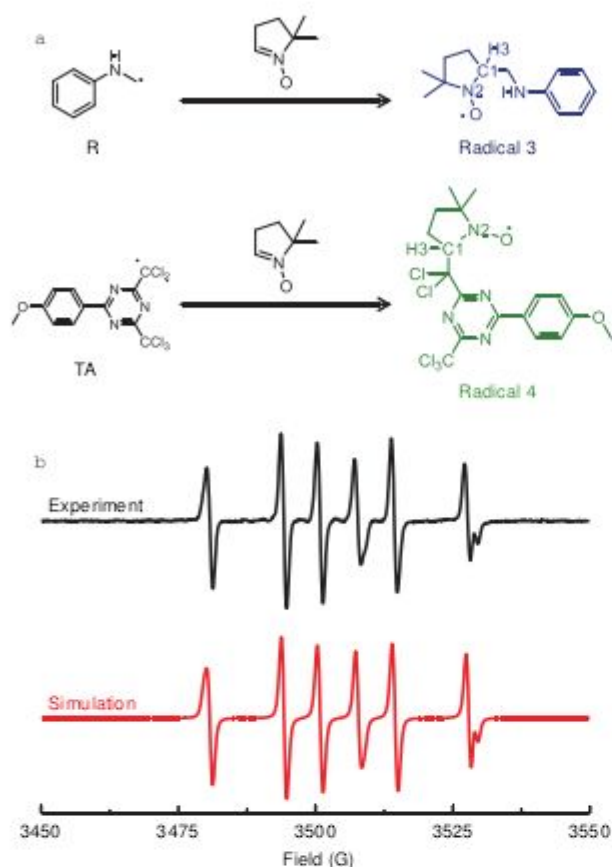 a
H
N
N
O
R
H3
C1
N2
O
HN
Radical 3
N
O
CCl2
N
N
N
O
CCl3
TA
N2
O
H3
C1
Cl
Cl
N
N
N
O
Cl3C
Radical 4
b
Experiment
Simulation
3450 3475 3500 3525 3550
Field (G)